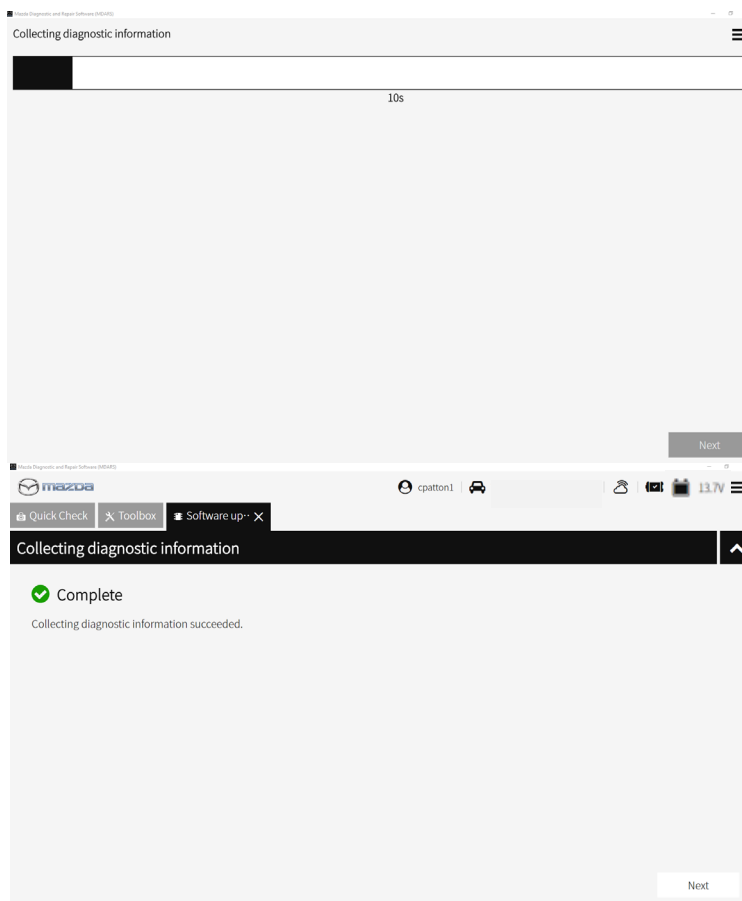 Mazda Diagnostic and Repair Software (MDARS)
Collecting diagnostic information
10s
Next
Mazda Diagnostic and Repair Software (MDARS)
mazda
cpatton1
13.7V
Quick Check
Toolbox
Software up··
Collecting diagnostic information
Complete
Collecting diagnostic information succeeded.
Next